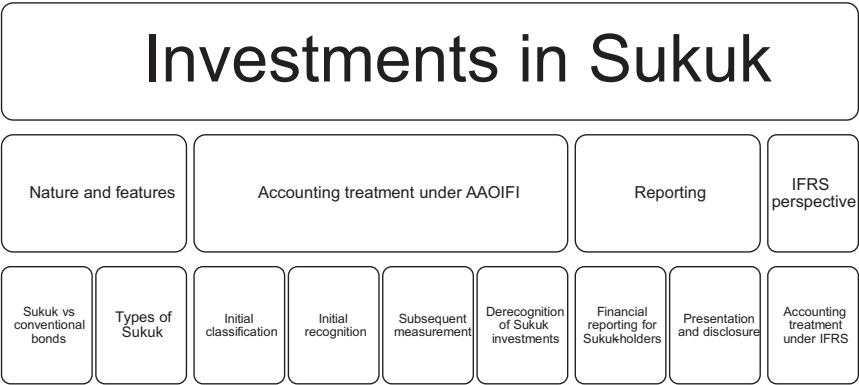 Investments in Sukuk
Nature and features
Accounting treatment under AAOIFI
Reporting
IFRS
perspective
Sukuk vs
conventional
bonds
Types of
Sukuk
Initial
classification
Initial
recognition
Subsequent
measurement
Derecognition
of Sukuk
investments
Financial
reporting for
Sukuk-holders
Presentation
and disclosure
Accounting
treatment
under IFRS